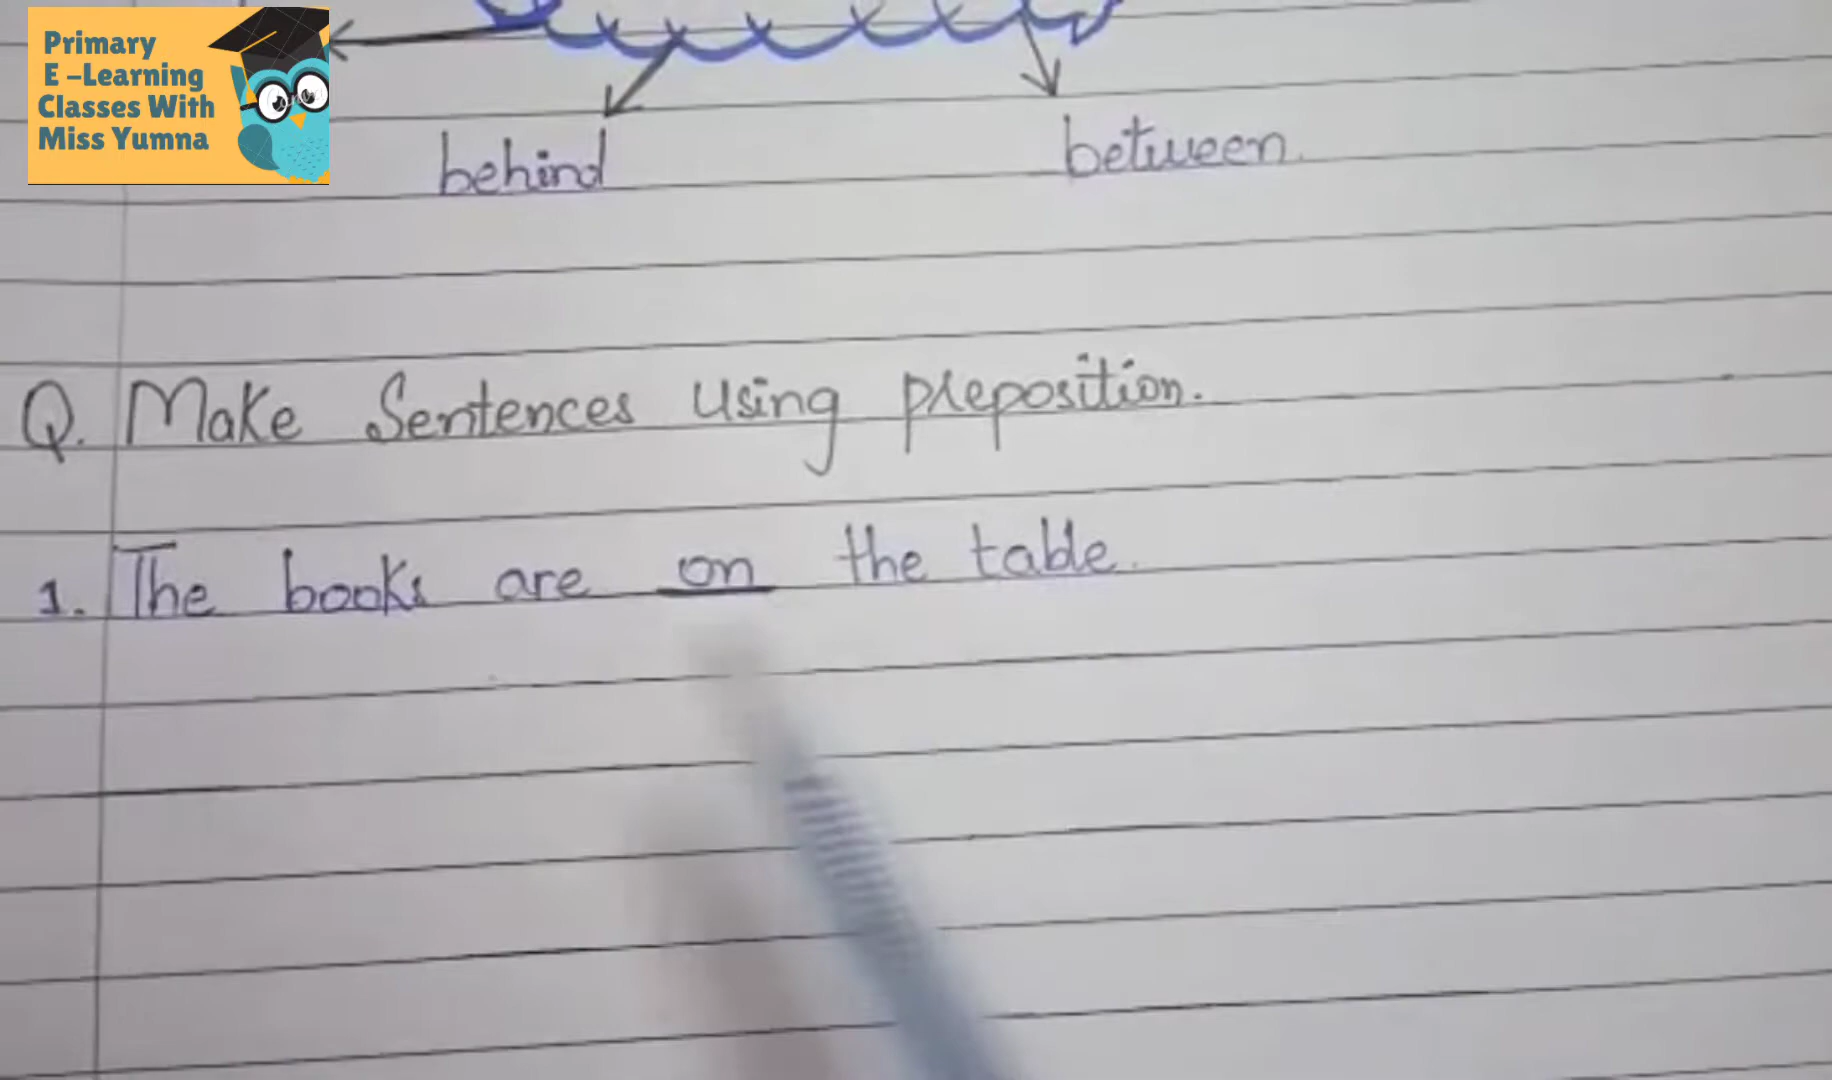 Primary
E -Learning
Classes With
Miss Yumna
behind
between.
Q. Make Sentences using preposition.
1. The books are on the table.